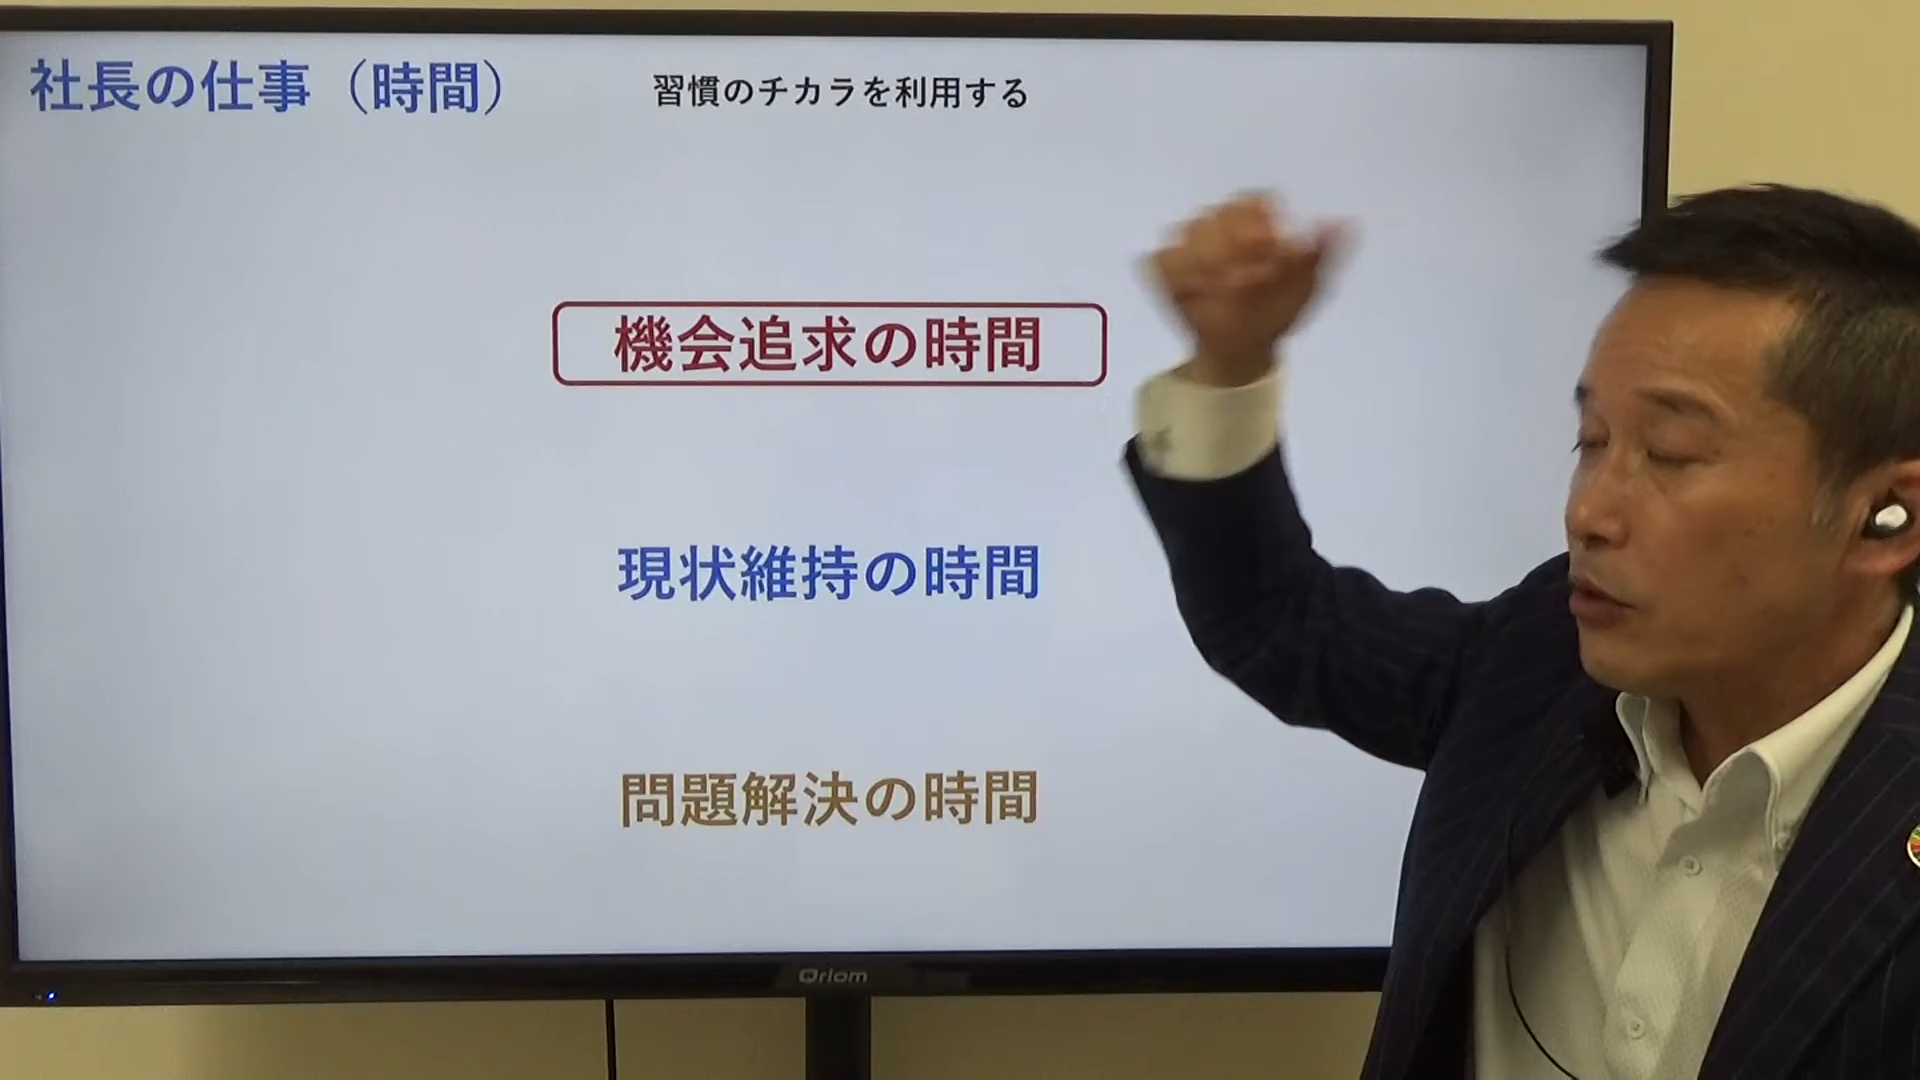 社長の仕事（時間）
習慣のチカラを利用する
機会追求の時間
現状維持の時間
問題解決の時間
Qriom